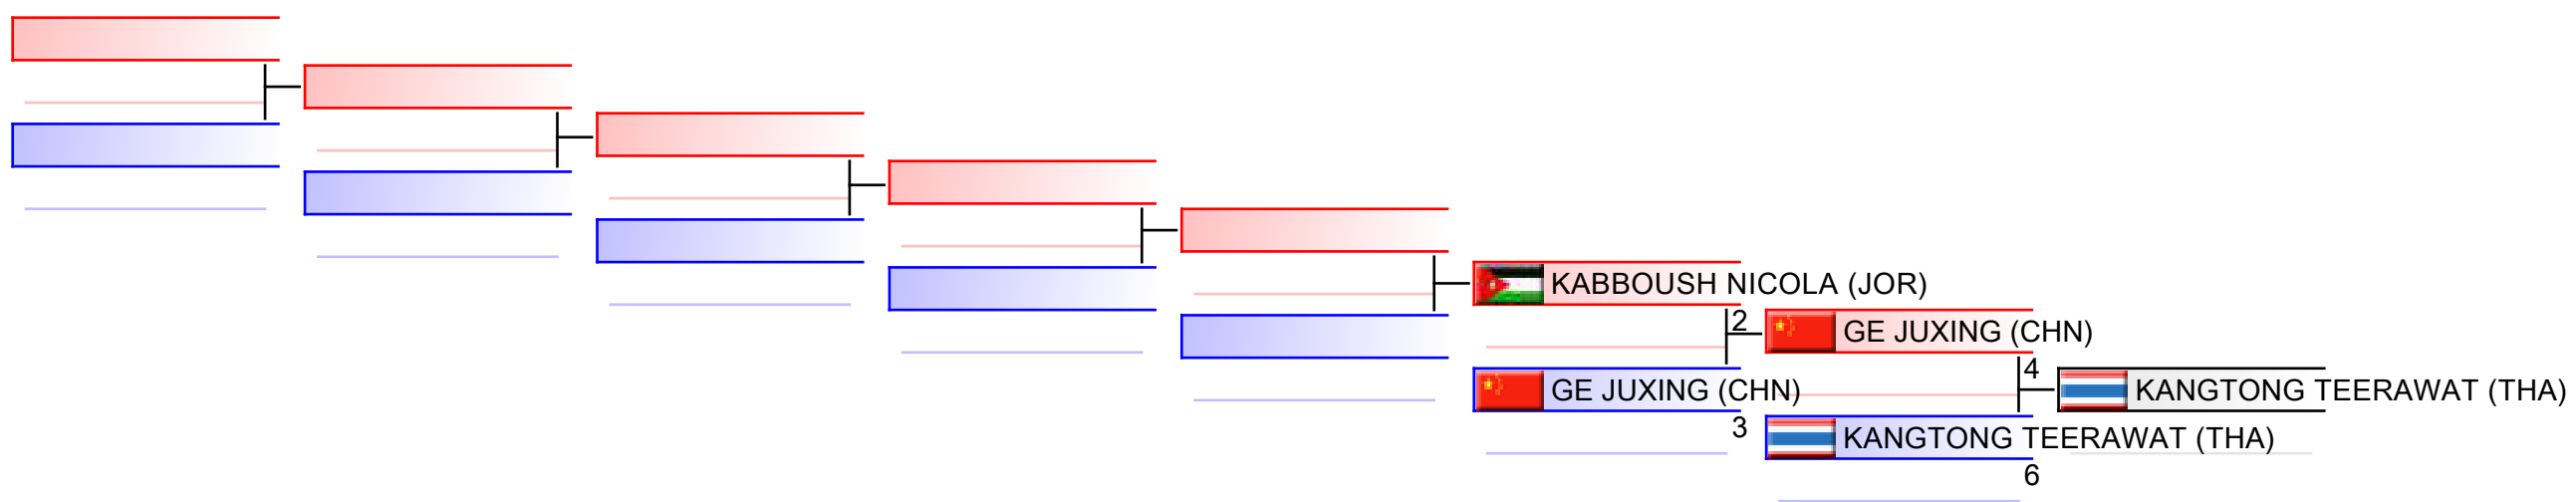 KABBOUSH NICOLA (JOR)
2
GE JUXING (CHN)
GE JUXING (CHN)
3
4
KANGTONG TEERAWAT (THA)
KANGTONG TEERAWAT (THA)
6